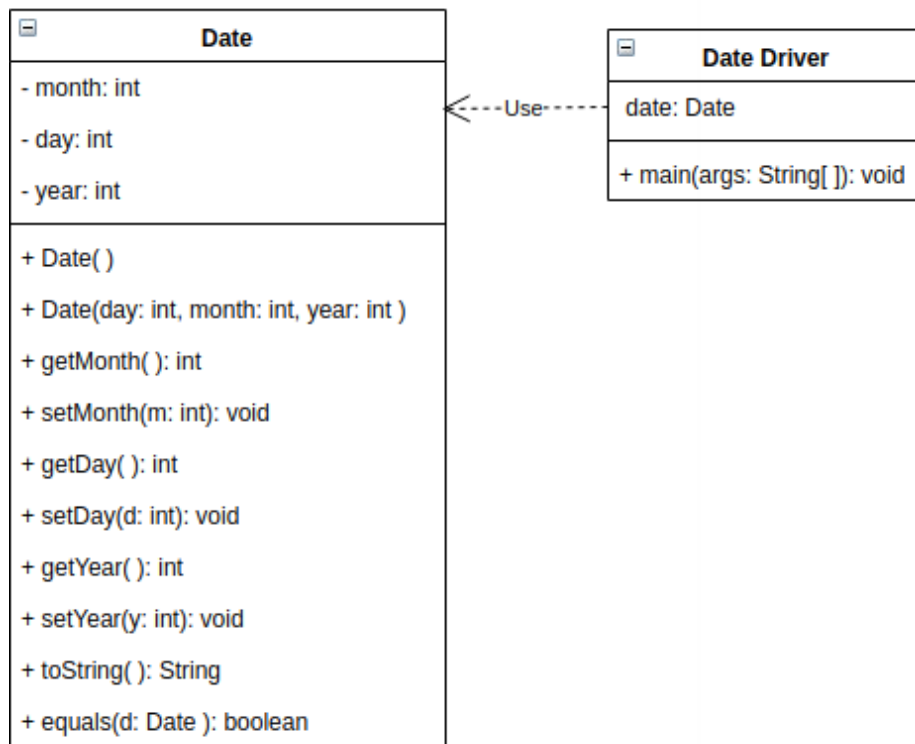 Date
- month: int
- day: int
- year: int
+ Date( )
+ Date(day: int, month: int, year: int )
+ getMonth( ): int
+ setMonth(m: int): void
+ getDay( ): int
+ setDay(d: int): void
+ getYear( ): int
+ setYear(y: int): void
+ toString( ): String
+ equals(d: Date ): boolean
Use
Date Driver
date: Date
+ main(args: String[ ]): void